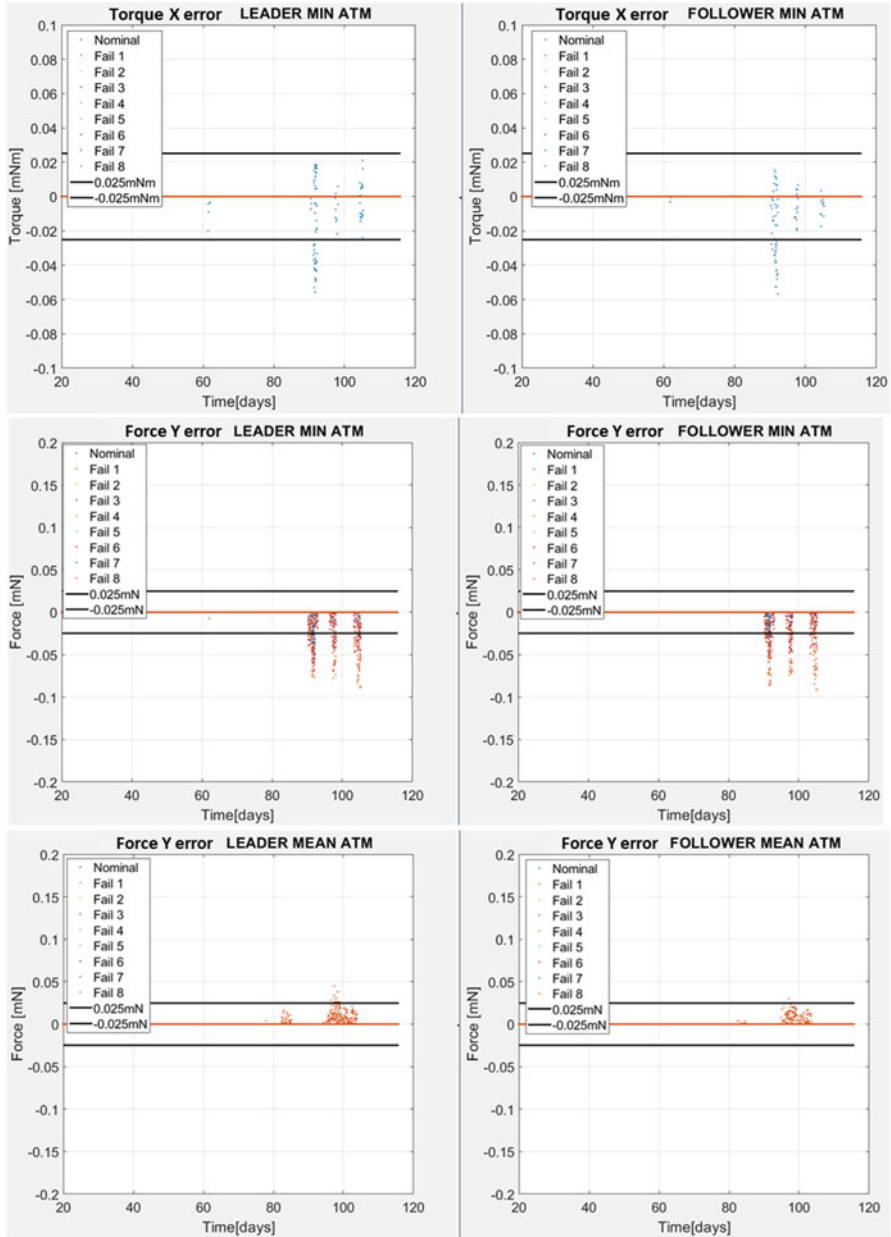 Torque X error LEADER MIN ATM
0.1
0.08
0.06
0.04
0.02
0
-0.02
-0.04
-0.06
-0.08
-0.1
Torque [mNm]
Nominal
Fail 1
Fail 2
Fail 3
Fail 4
Fail 5
Fail 6
Fail 7
Fail 8
0.025mNm
-0.025mNm
20 40 60 80 100 120
Time[days]
Torque X error FOLLOWER MIN ATM
0.1
0.08
0.06
0.04
0.02
0
-0.02
-0.04
-0.06
-0.08
-0.1
Torque [mNm]
Nominal
Fail 1
Fail 2
Fail 3
Fail 4
Fail 5
Fail 6
Fail 7
Fail 8
0.025mNm
-0.025mNm
20 40 60 80 100 120
Time[days]
Force Y error LEADER MIN ATM
0.2
0.15
0.1
0.05
0
-0.05
-0.1
-0.15
-0.2
Force [mN]
Nominal
Fail 1
Fail 2
Fail 3
Fail 4
Fail 5
Fail 6
Fail 7
Fail 8
0.025mN
-0.025mN
20 40 60 80 100 120
Time[days]
Force Y error FOLLOWER MIN ATM
0.2
0.15
0.1
0.05
0
-0.05
-0.1
-0.15
-0.2
Force [mN]
Nominal
Fail 1
Fail 2
Fail 3
Fail 4
Fail 5
Fail 6
Fail 7
Fail 8
0.025mN
-0.025mN
20 40 60 80 100 120
Time[days]
Force Y error LEADER MEAN ATM
0.2
0.15
0.1
0.05
0
-0.05
-0.1
-0.15
-0.2
Force [mN]
Nominal
Fail 1
Fail 2
Fail 3
Fail 4
Fail 5
Fail 6
Fail 7
Fail 8
0.025mN
-0.025mN
20 40 60 80 100 120
Time[days]
Force Y error FOLLOWER MEAN ATM
0.2
0.15
0.1
0.05
0
-0.05
-0.1
-0.15
-0.2
Force [mN]
Nominal
Fail 1
Fail 2
Fail 3
Fail 4
Fail 5
Fail 6
Fail 7
Fail 8
0.025mN
-0.025mN
20 40 60 80 100 120
Time[days]